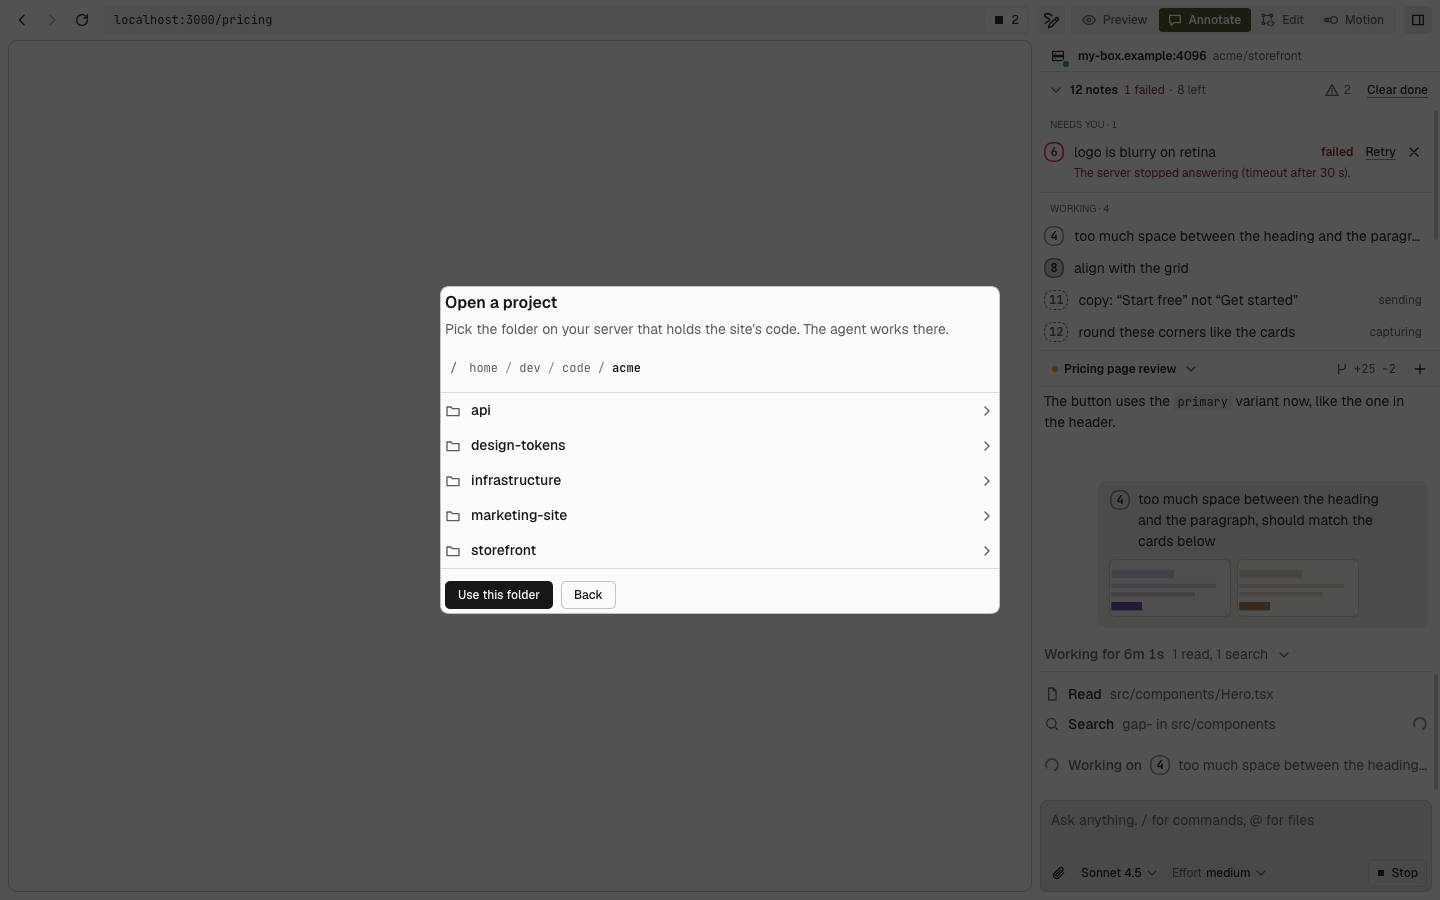 localhost:3000/pricing
2
Preview
Annotate
Edit
Motion
my-box.example:4096 acme/storefront
12 notes 1 failed · 8 left
2
Clear done
NEEDS YOU · 1
6 logo is blurry on retina failed Retry
The server stopped answering (timeout after 30 s).
WORKING · 4
4 too much space between the heading and the paragr…
8 align with the grid
11 copy: “Start free” not “Get started” sending
12 round these corners like the cards capturing
Pricing page review +25 -2
The button uses the primary variant now, like the one in
the header.
4 too much space between the heading
and the paragraph, should match the
cards below
Working for 6m 1s 1 read, 1 search
Read src/components/Hero.tsx
Search gap- in src/components
Working on 4 too much space between the heading…
Ask anything. / for commands, @ for files
Sonnet 4.5 Effort medium Stop
Open a project
Pick the folder on your server that holds the site's code. The agent works there.
/ home / dev / code / acme
api
design-tokens
infrastructure
marketing-site
storefront
Use this folder Back